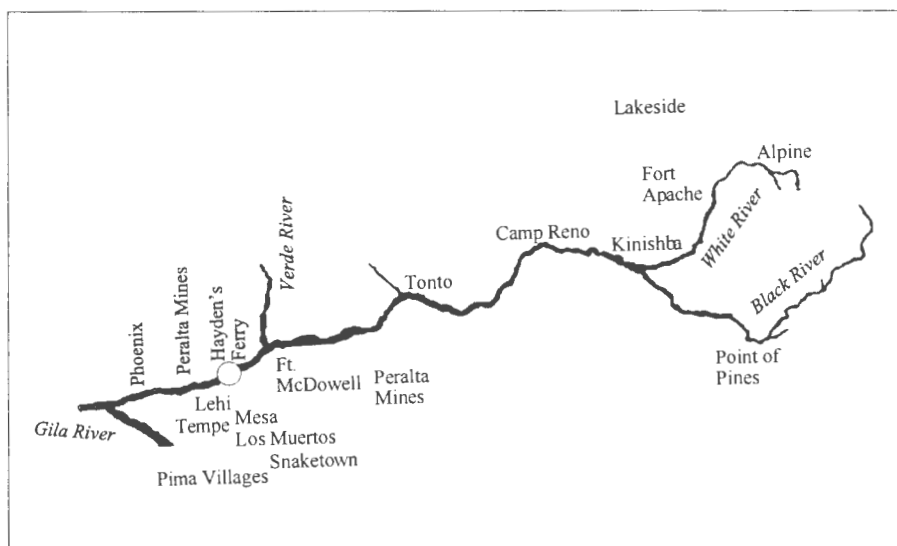 Lakeside
Alpine
Fort
Apache
White River
Verde River
Camp Reno
Kinishba
Black River
Tonto
Phoenix
Peralta Mines
Hayden's
Ferry
Point of
Pines
Ft.
McDowell
Peralta
Mines
Lehi
Tempe
Mesa
Gila River
Los Muertos
Snaketown
Pima Villages